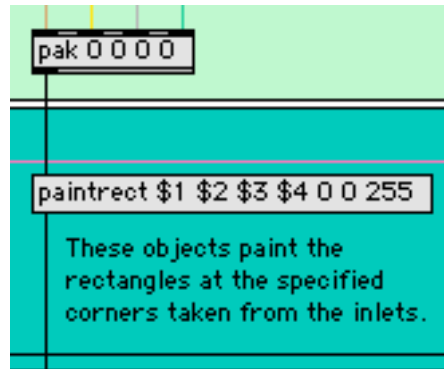 pak 0 0 0 0
paintrect $1 $2 $3 $4 0 0 255
These objects paint the
rectangles at the specified
corners taken from the inlets.